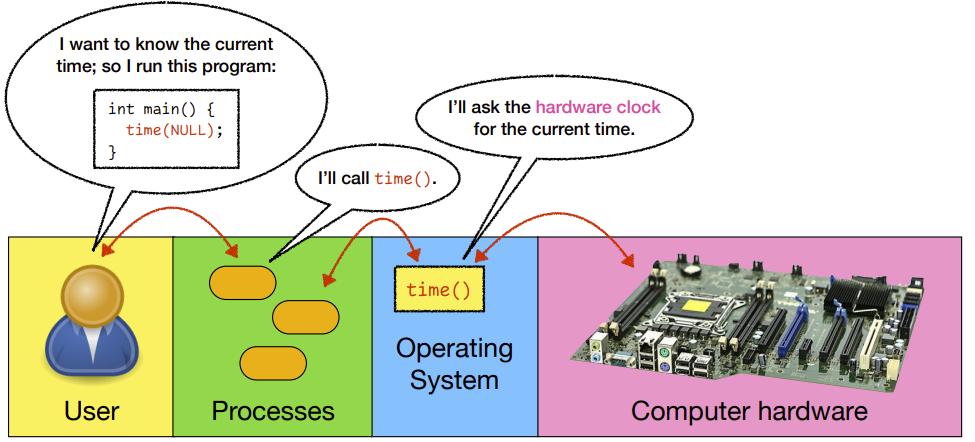 I want to know the current
time; so I run this program:
int main() {
time(NULL);
}
I'll ask the hardware clock
for the current time.
I'll call time().
time()
Operating
System
User
Processes
Computer hardware